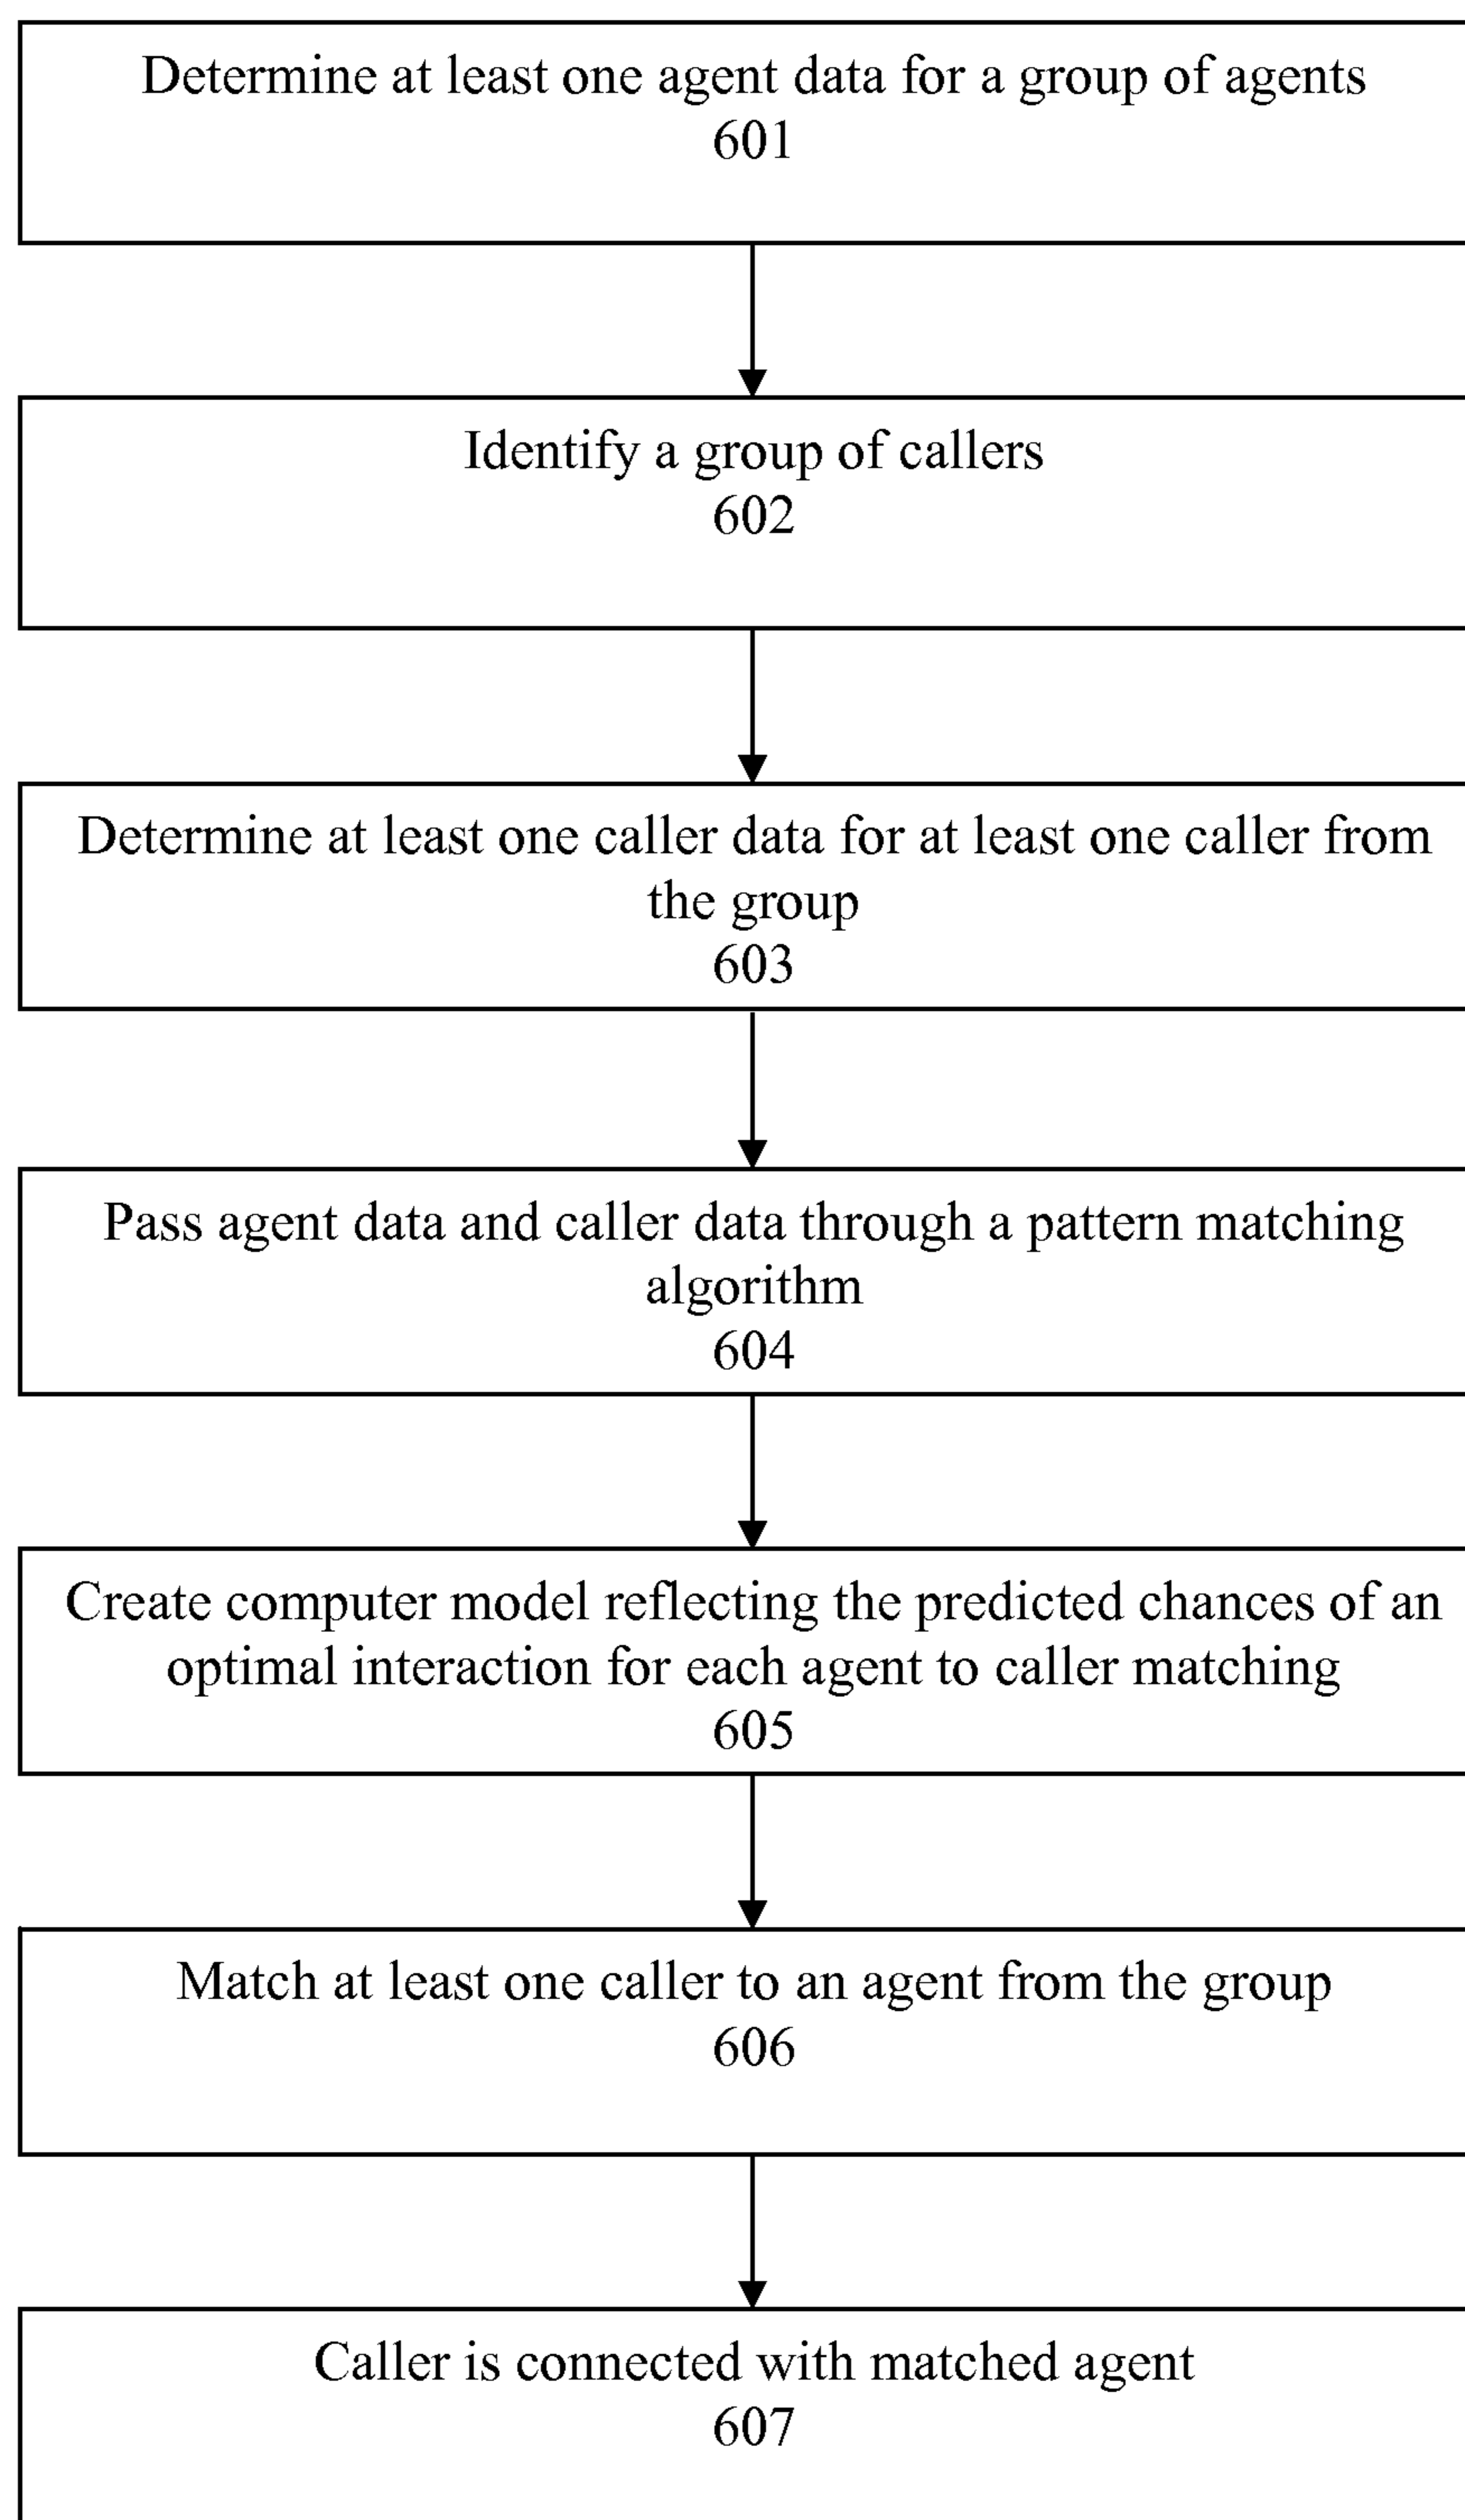 Determine at least one agent data for a group of agents
601
Identify a group of callers
602
Determine at least one caller data for at least one caller from
the group
603
Pass agent data and caller data through a pattern matching
algorithm
604
Create computer model reflecting the predicted chances of an
optimal interaction for each agent to caller matching
605
Match at least one caller to an agent from the group
606
Caller is connected with matched agent
607